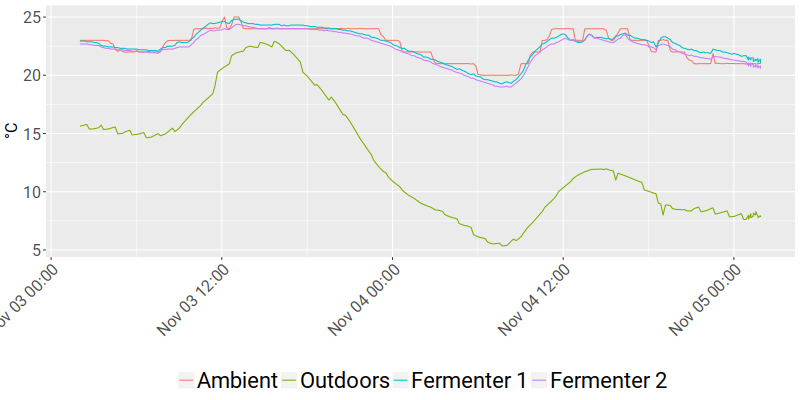 25
20
15
10
5
°C
ov 03 00:00
Nov 03 12:00
Nov 04 00:00
Nov 04 12:00
Nov 05 00:00
Ambient Outdoors Fermenter 1 Fermenter 2